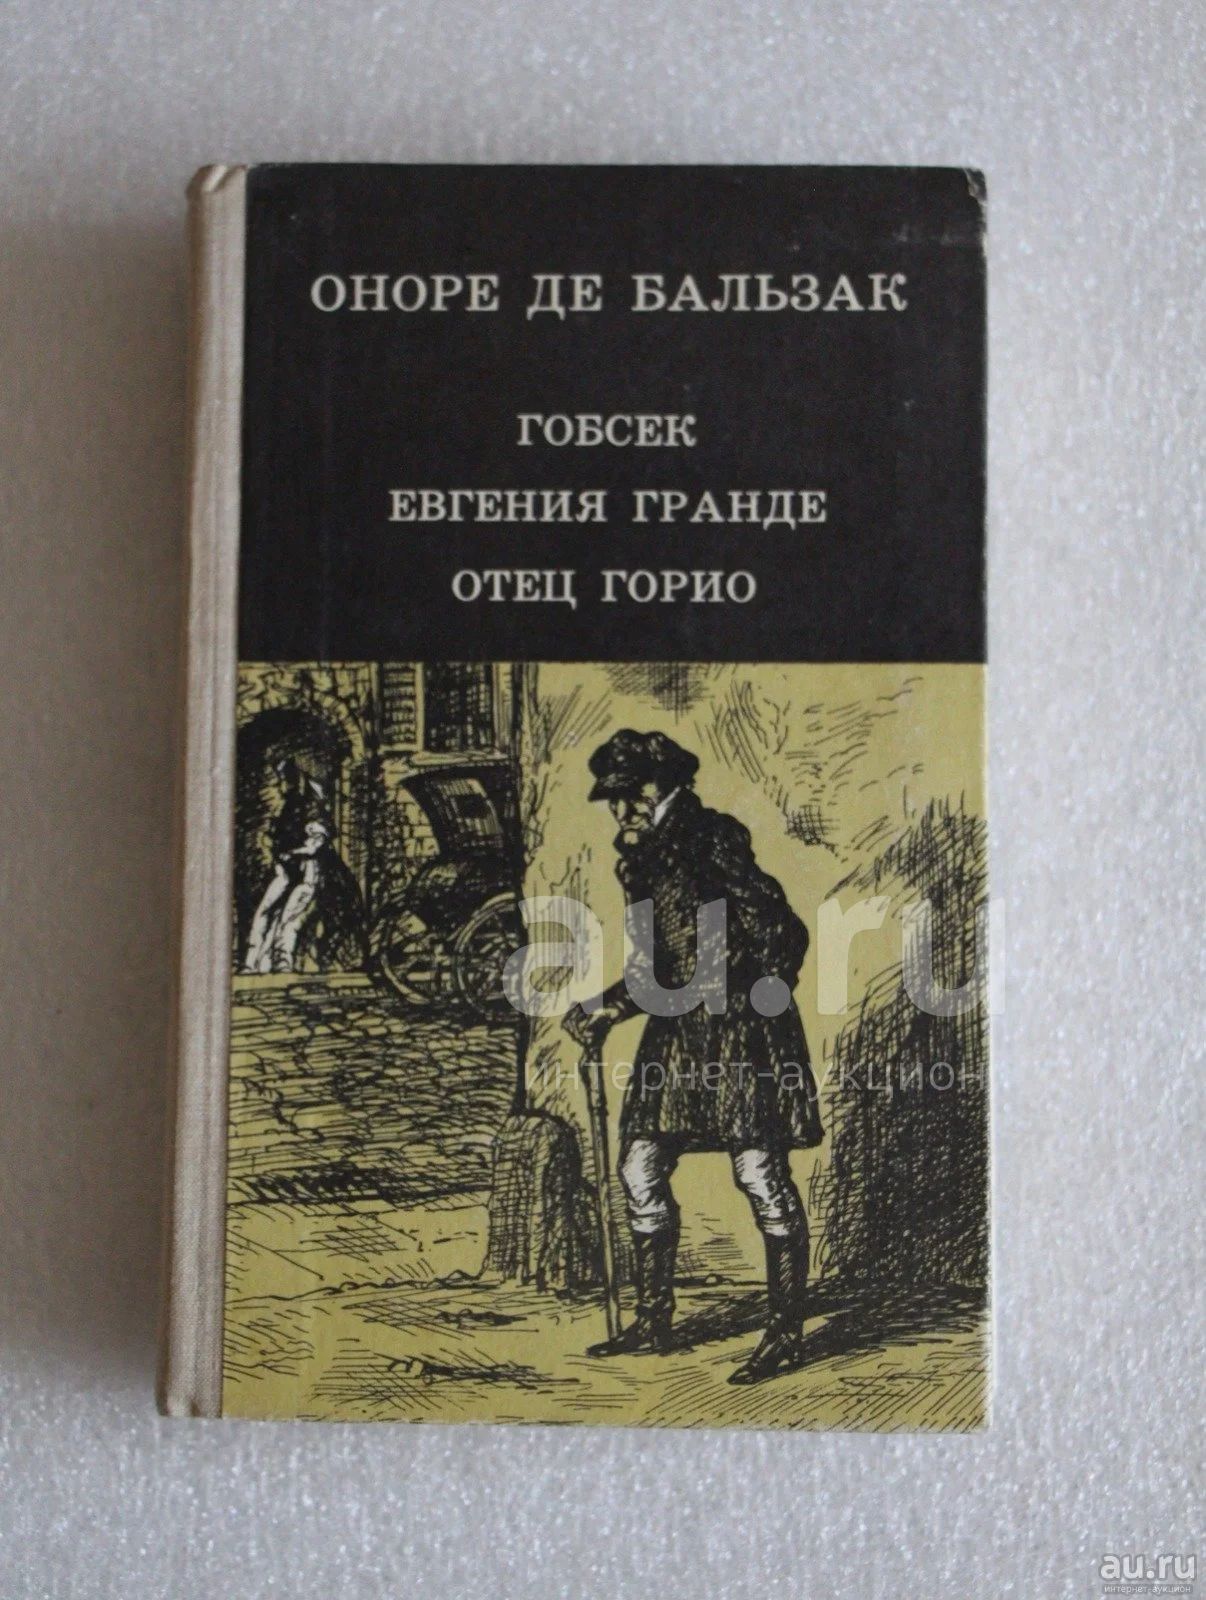 ОНОРЕ ДЕ БАЛЬЗАК
ГОБСЕК
ЕВГЕНИЯ ГРАНДЕ
ОТЕЦ ГОРИО
au.ru
интернет-аукцион
au.ru
интернет-аукцион